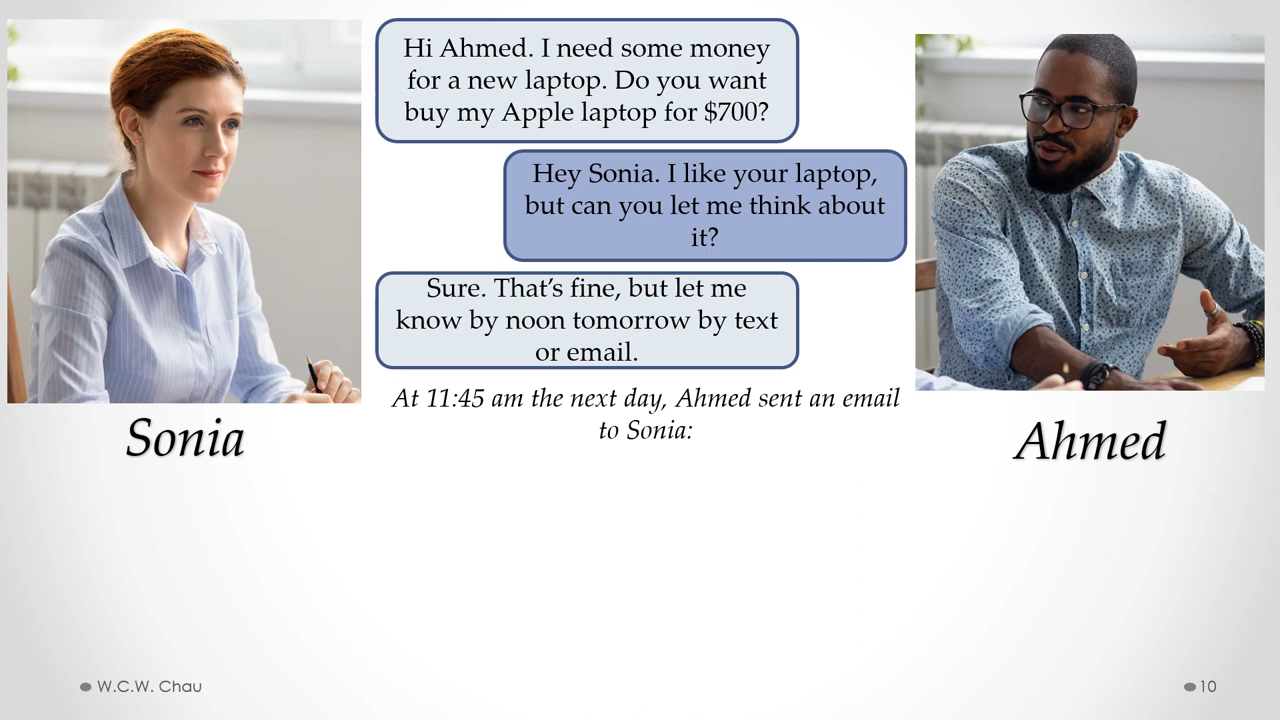 Hi Ahmed. I need some money
for a new laptop. Do you want
buy my Apple laptop for $700?
Hey Sonia. I like your laptop,
but can you let me think about
it?
Sure. That’s fine, but let me
know by noon tomorrow by text
or email.
At 11:45 am the next day, Ahmed sent an email
to Sonia:
Sonia
Ahmed
W.C.W. Chau
10